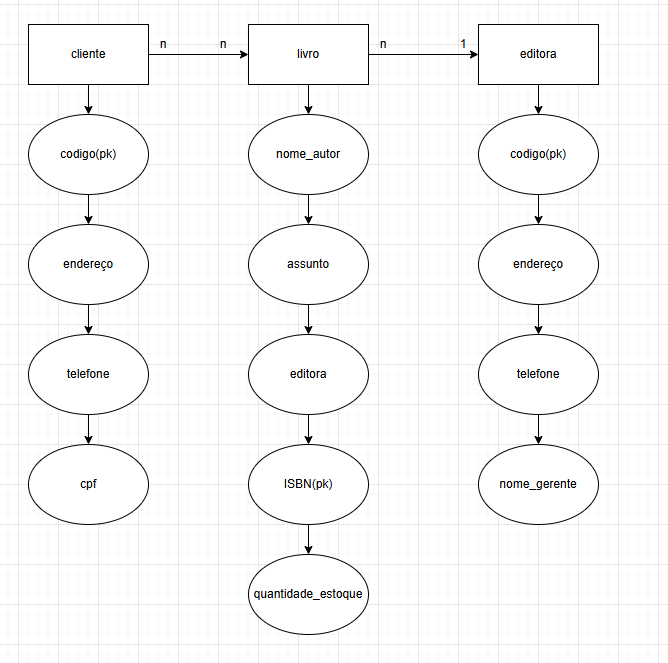 cliente
n
n
livro
n
1
editora
codigo(pk)
nome_autor
codigo(pk)
endereço
assunto
endereço
telefone
editora
telefone
cpf
ISBN(pk)
nome_gerente
quantidade_estoque